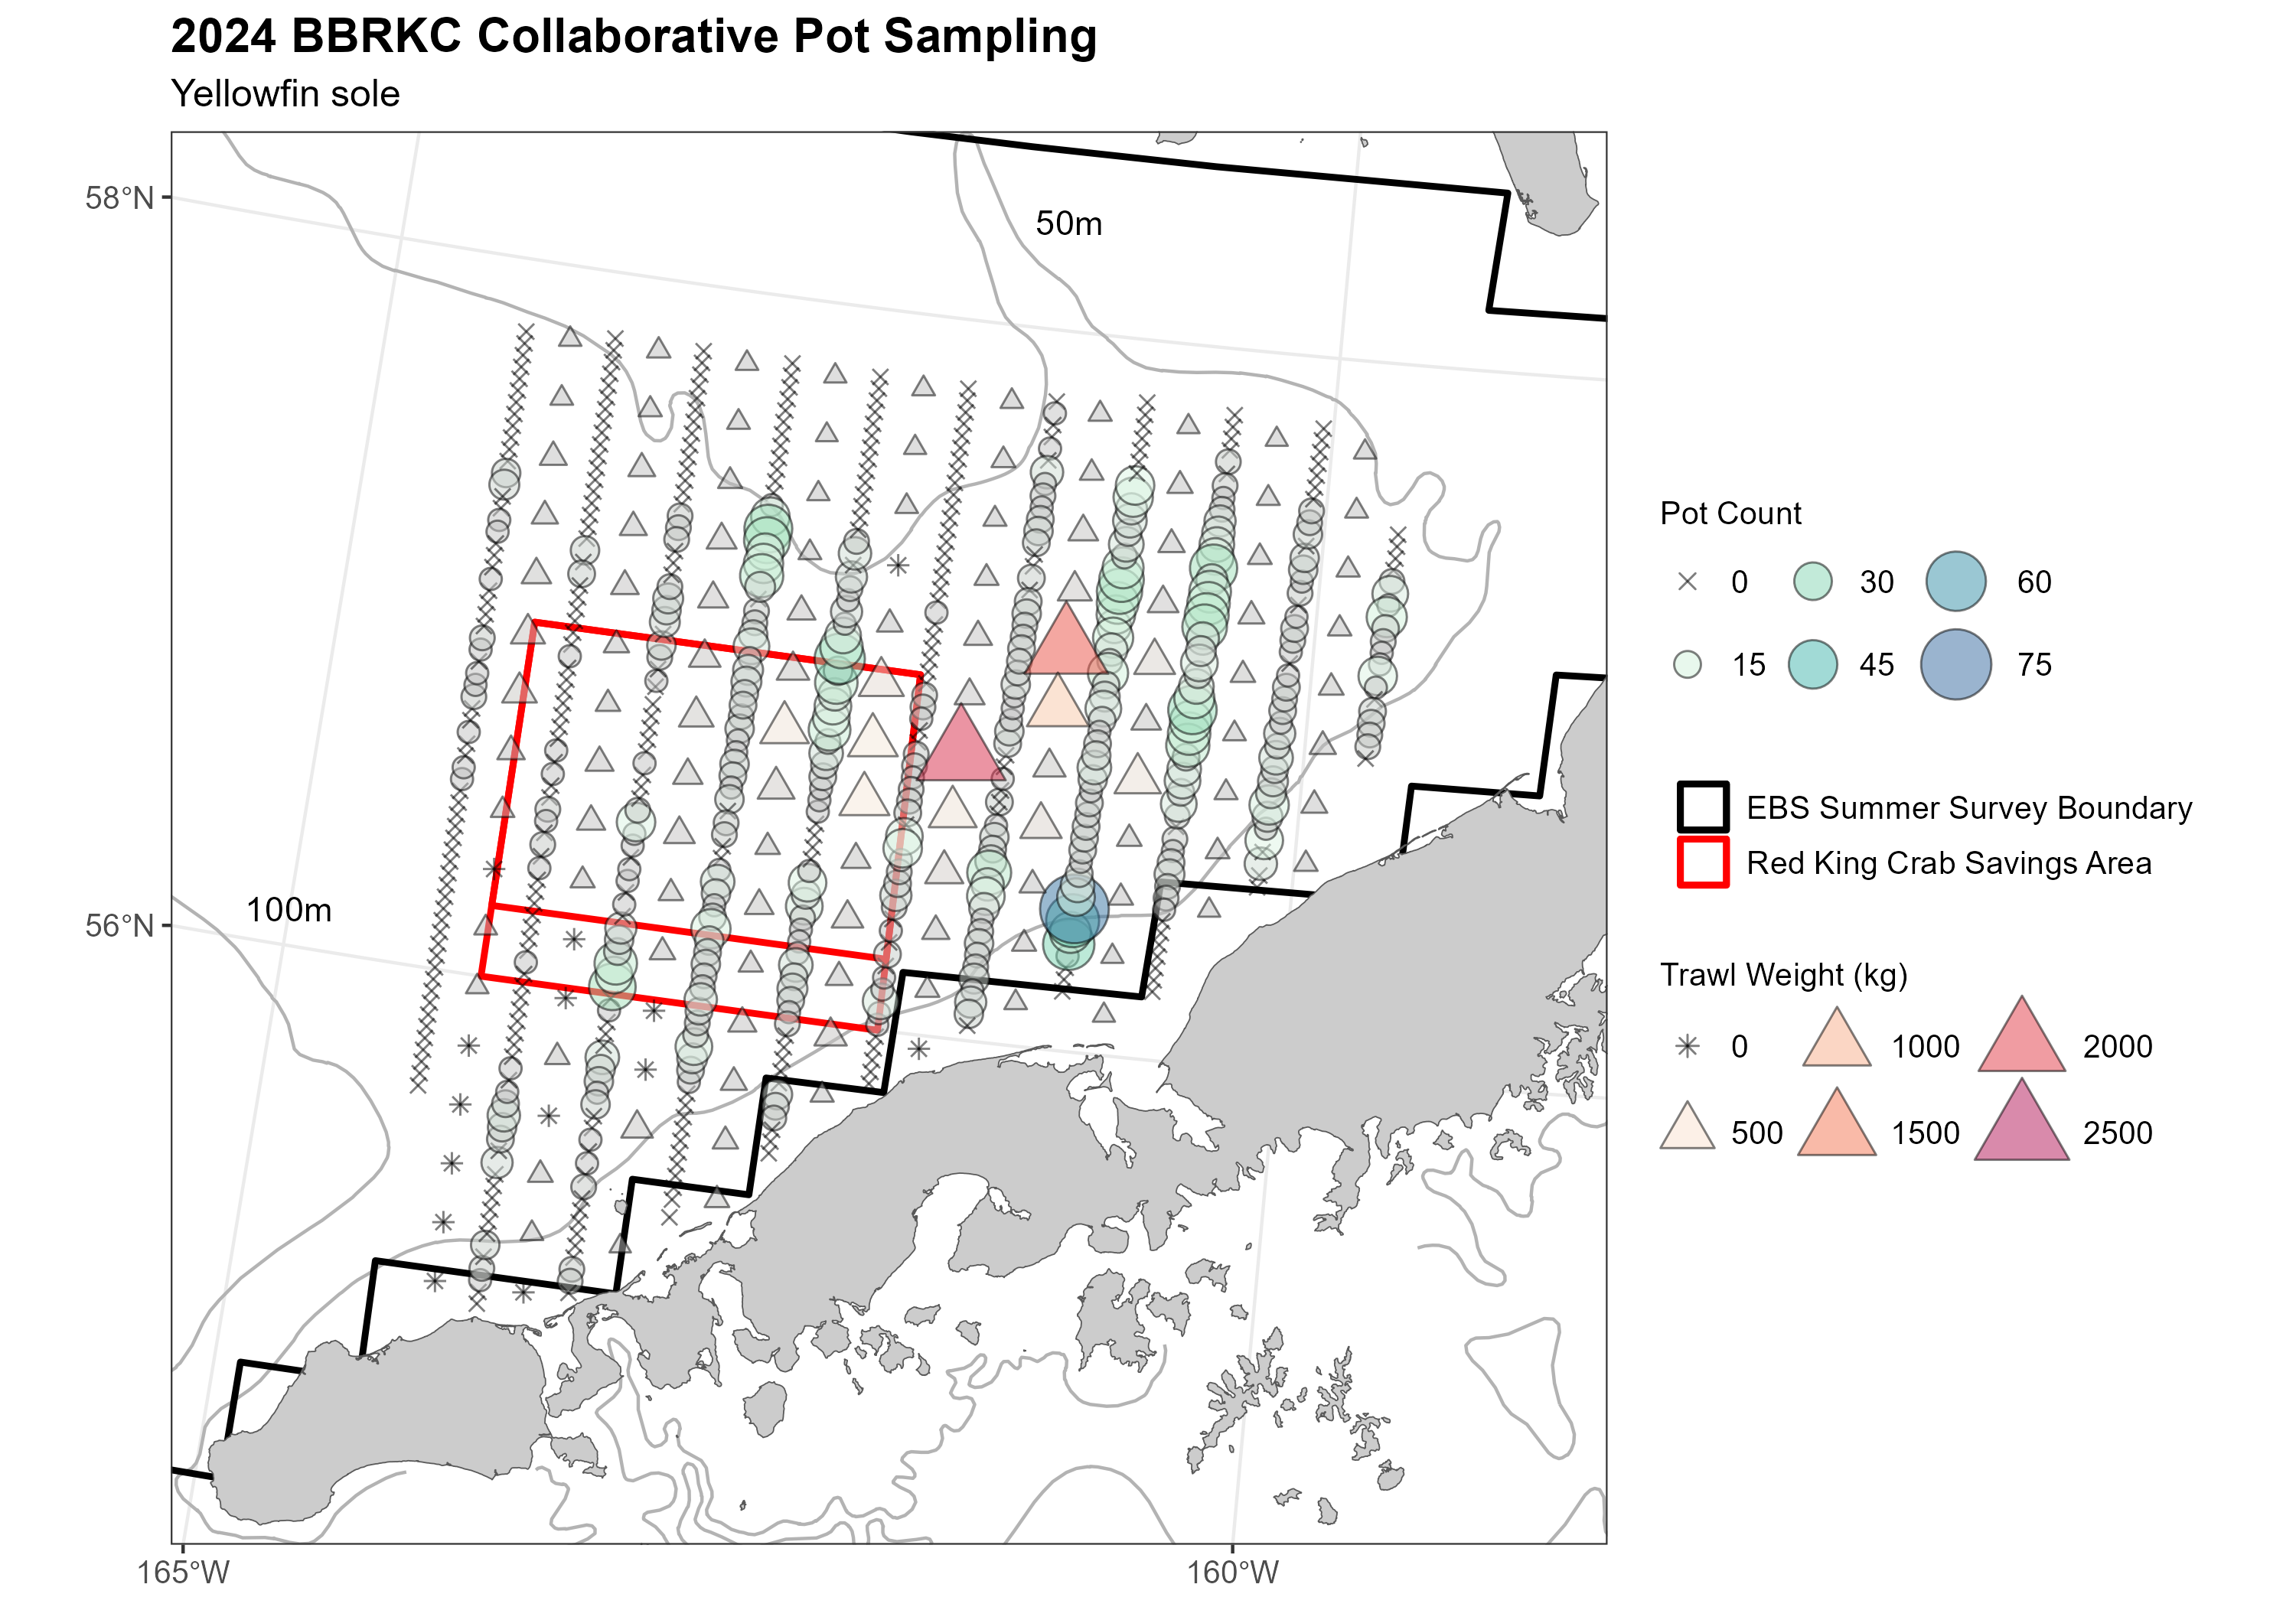 2024 BBRKC Collaborative Pot Sampling
Yellowfin sole
58°N
56°N
165°W
160°W
50m
100m
Pot Count
0 30 60
15 45 75
EBS Summer Survey Boundary
Red King Crab Savings Area
Trawl Weight (kg)
0 1000 2000
500 1500 2500